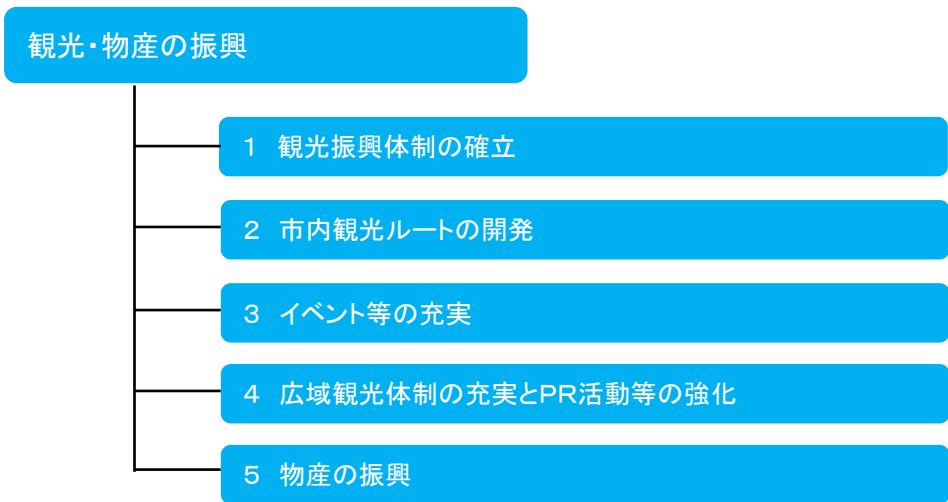 観光・物産の振興
１　観光振興体制の確立
２　市内観光ルートの開発
３　イベント等の充実
４　広域観光体制の充実とＰＲ活動等の強化
５　物産の振興